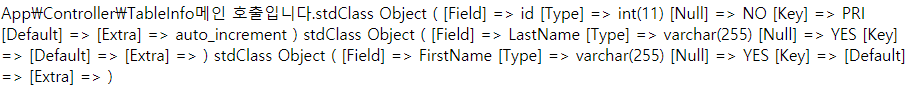 App₩Controller₩TableInfo메인 호출입니다.stdClass Object ( [Field] => id [Type] => int(11) [Null] => NO [Key] => PRI
[Default] => [Extra] => auto_increment ) stdClass Object ( [Field] => LastName [Type] => varchar(255) [Null] => YES [Key]
=> [Default] => [Extra] => ) stdClass Object ( [Field] => FirstName [Type] => varchar(255) [Null] => YES [Key] => [Default]
=> [Extra] => )